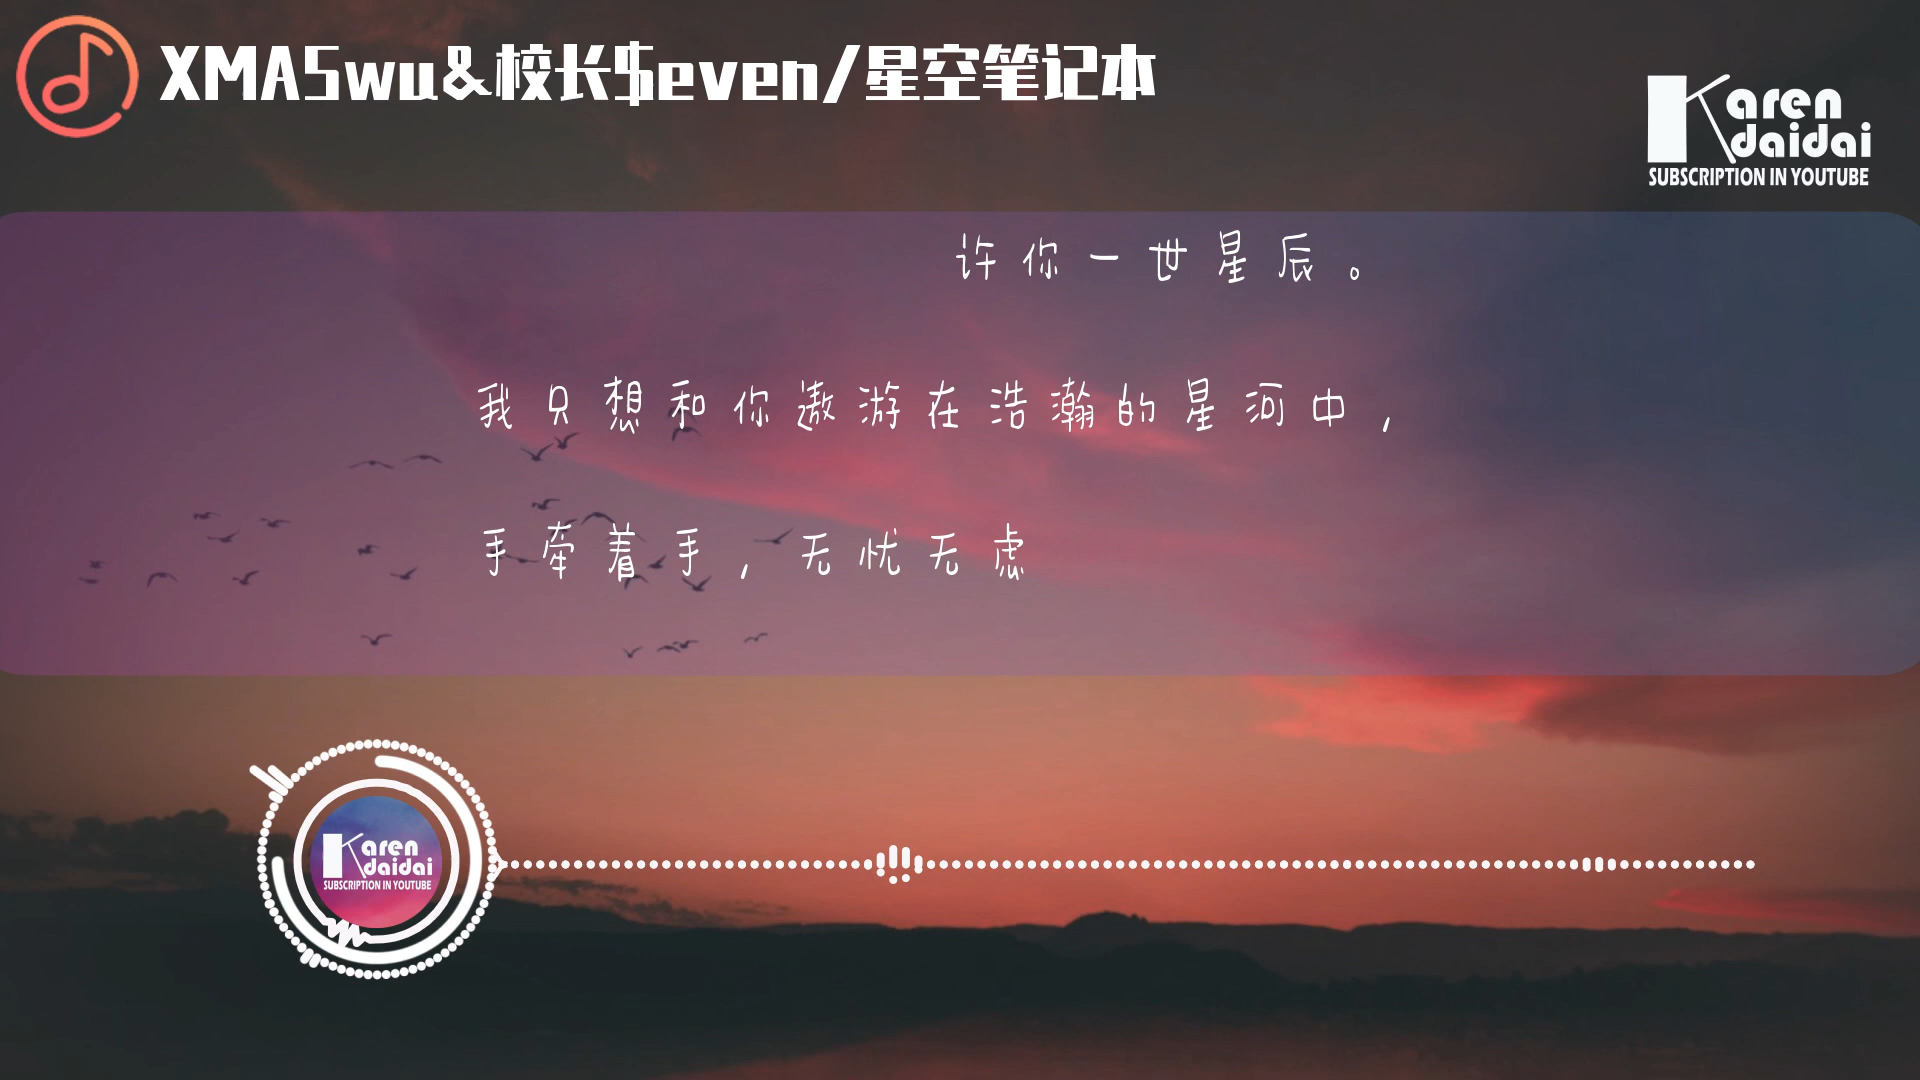 XMASwu&校长$even/星空笔记本
Karen
daidai
SUBSCRIPTION IN YOUTUBE
许你一世星辰。
我只想和你遨游在浩瀚的星河中，
手牵着手，无忧无虑
Karen
daidai
SUBSCRIPTION IN YOUTUBE